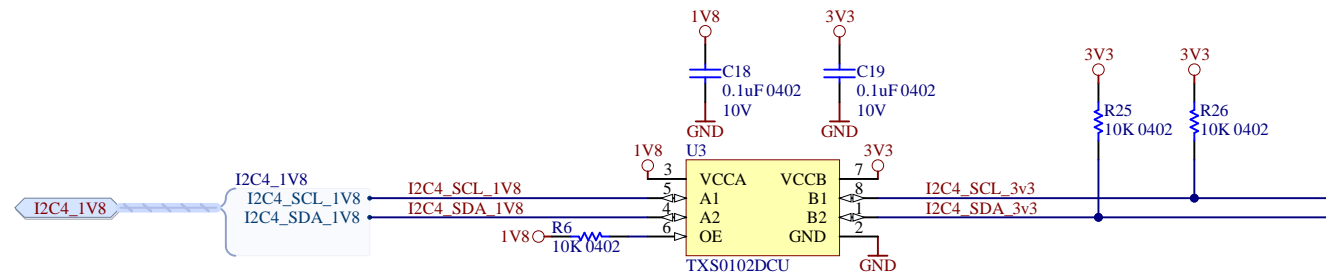 1V8
3V3
C18
0.1uF 0402
10V
GND
C19
0.1uF 0402
10V
GND
3V3
3V3
R25
10K 0402
R26
10K 0402
I2C4_1V8
I2C4_1V8
I2C4_SCL_1V8
I2C4_SDA_1V8
I2C4_SCL_1V8
I2C4_SDA_1V8
1V8
R6
10K 0402
1V8
U3
3V3
3 VCCA VCCB 7
5 A1 B1 8
4 A2 B2 1
6 OE GND 2
TXS0102DCU
GND
I2C4_SCL_3v3
I2C4_SDA_3v3